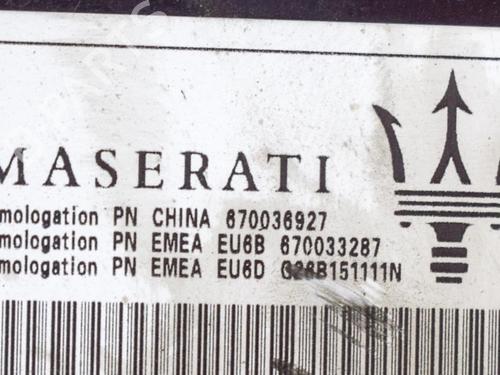 MASERATI
mologation PN CHINA 670036927
mologation PN EMEA EU6B 670033287
mologation PN EMEA EU6D